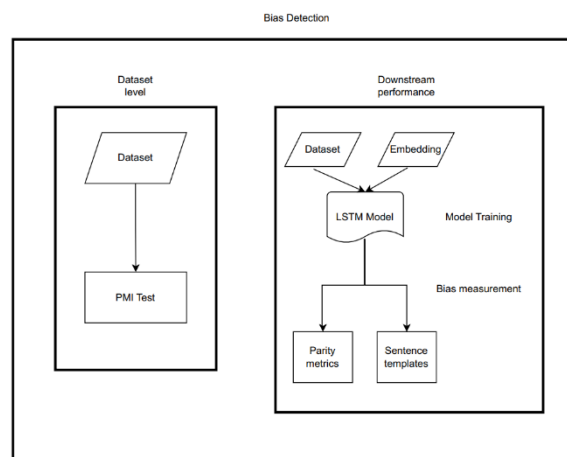 Bias Detection
Dataset
level
Dataset
PMI Test
Downstream
performance
Dataset
Embedding
LSTM Model
Model Training
Bias measurement
Parity
metrics
Sentence
templates